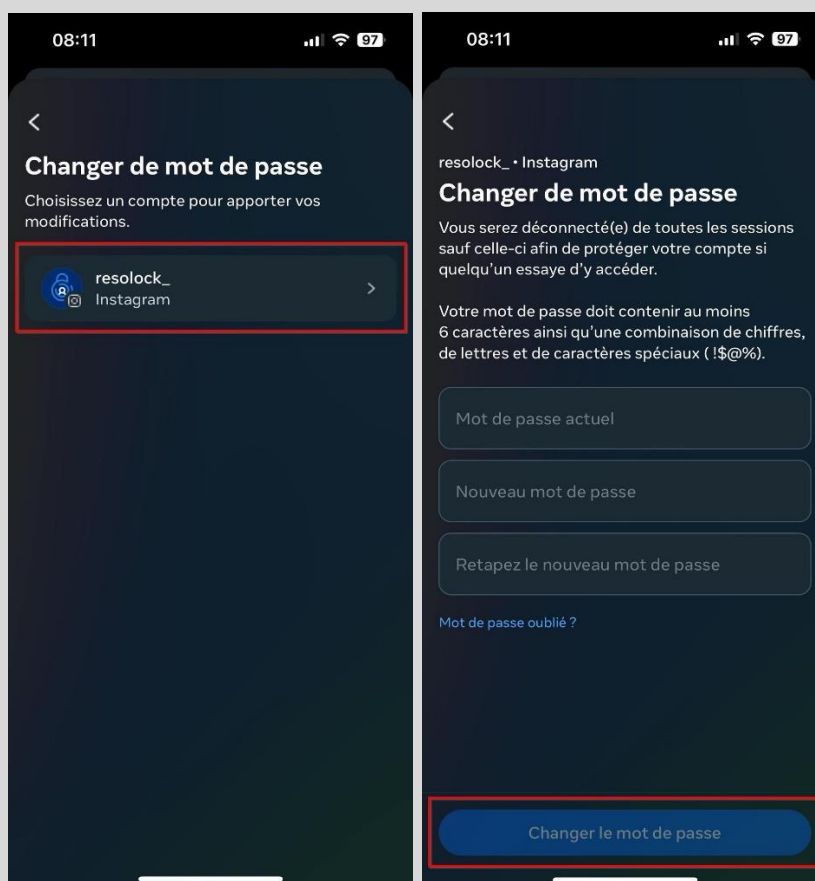 08:11
97
Changer de mot de passe
Choisissez un compte pour apporter vos
modifications.
resolock_
Instagram
08:11
97
resolock_ • Instagram
Changer de mot de passe
Vous serez déconnecté(e) de toutes les sessions
sauf celle-ci afin de protéger votre compte si
quelqu'un essaye d'y accéder.
Votre mot de passe doit contenir au moins
6 caractères ainsi qu'une combinaison de chiffres,
de lettres et de caractères spéciaux ( !$@%).
Mot de passe actuel
Nouveau mot de passe
Retapez le nouveau mot de passe
Mot de passe oublié ?
Changer le mot de passe